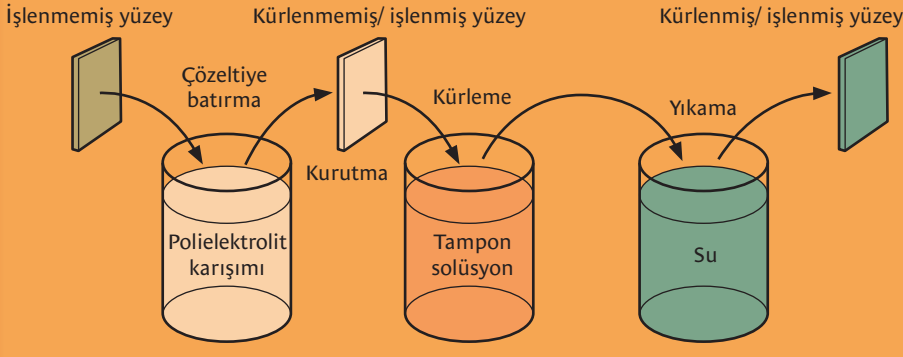 İşlenmemiş yüzey
Kürlenmemiş/ işlenmiş yüzey
Kürlenmiş/ işlenmiş yüzey
Çözeltiye
batırma
Kurutma
Kürleme
Yıkama
Polielektrolit
karışımı
Tampon
solüsyon
Su